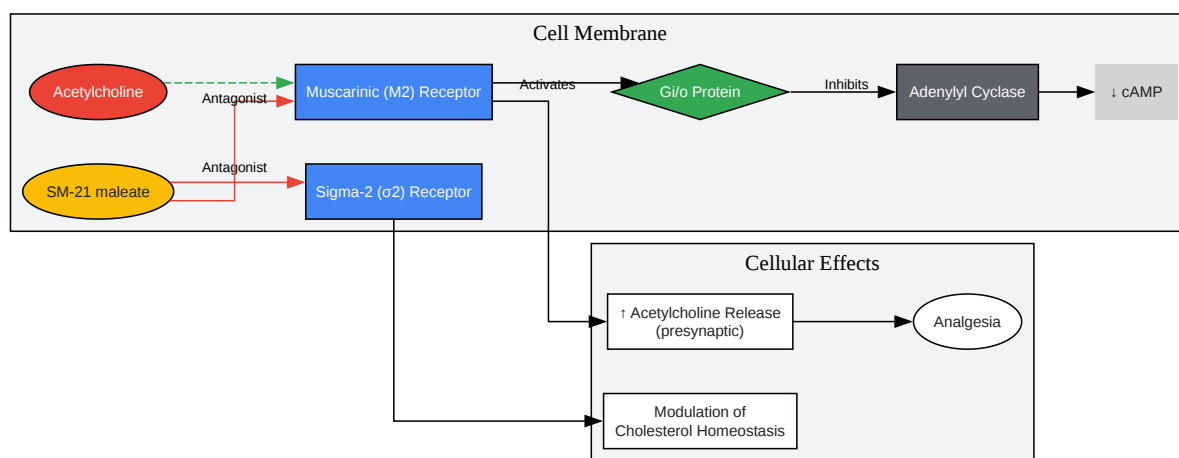 Cell Membrane
Acetylcholine
Antagonist
Muscarinic (M2) Receptor
Activates
Gi/o Protein
Inhibits
Adenylyl Cyclase
↓ cAMP
SM-21 maleate
Antagonist
Sigma-2 (σ2) Receptor
Cellular Effects
↑ Acetylcholine Release
(presynaptic)
Analgesia
Modulation of
Cholesterol Homeostasis